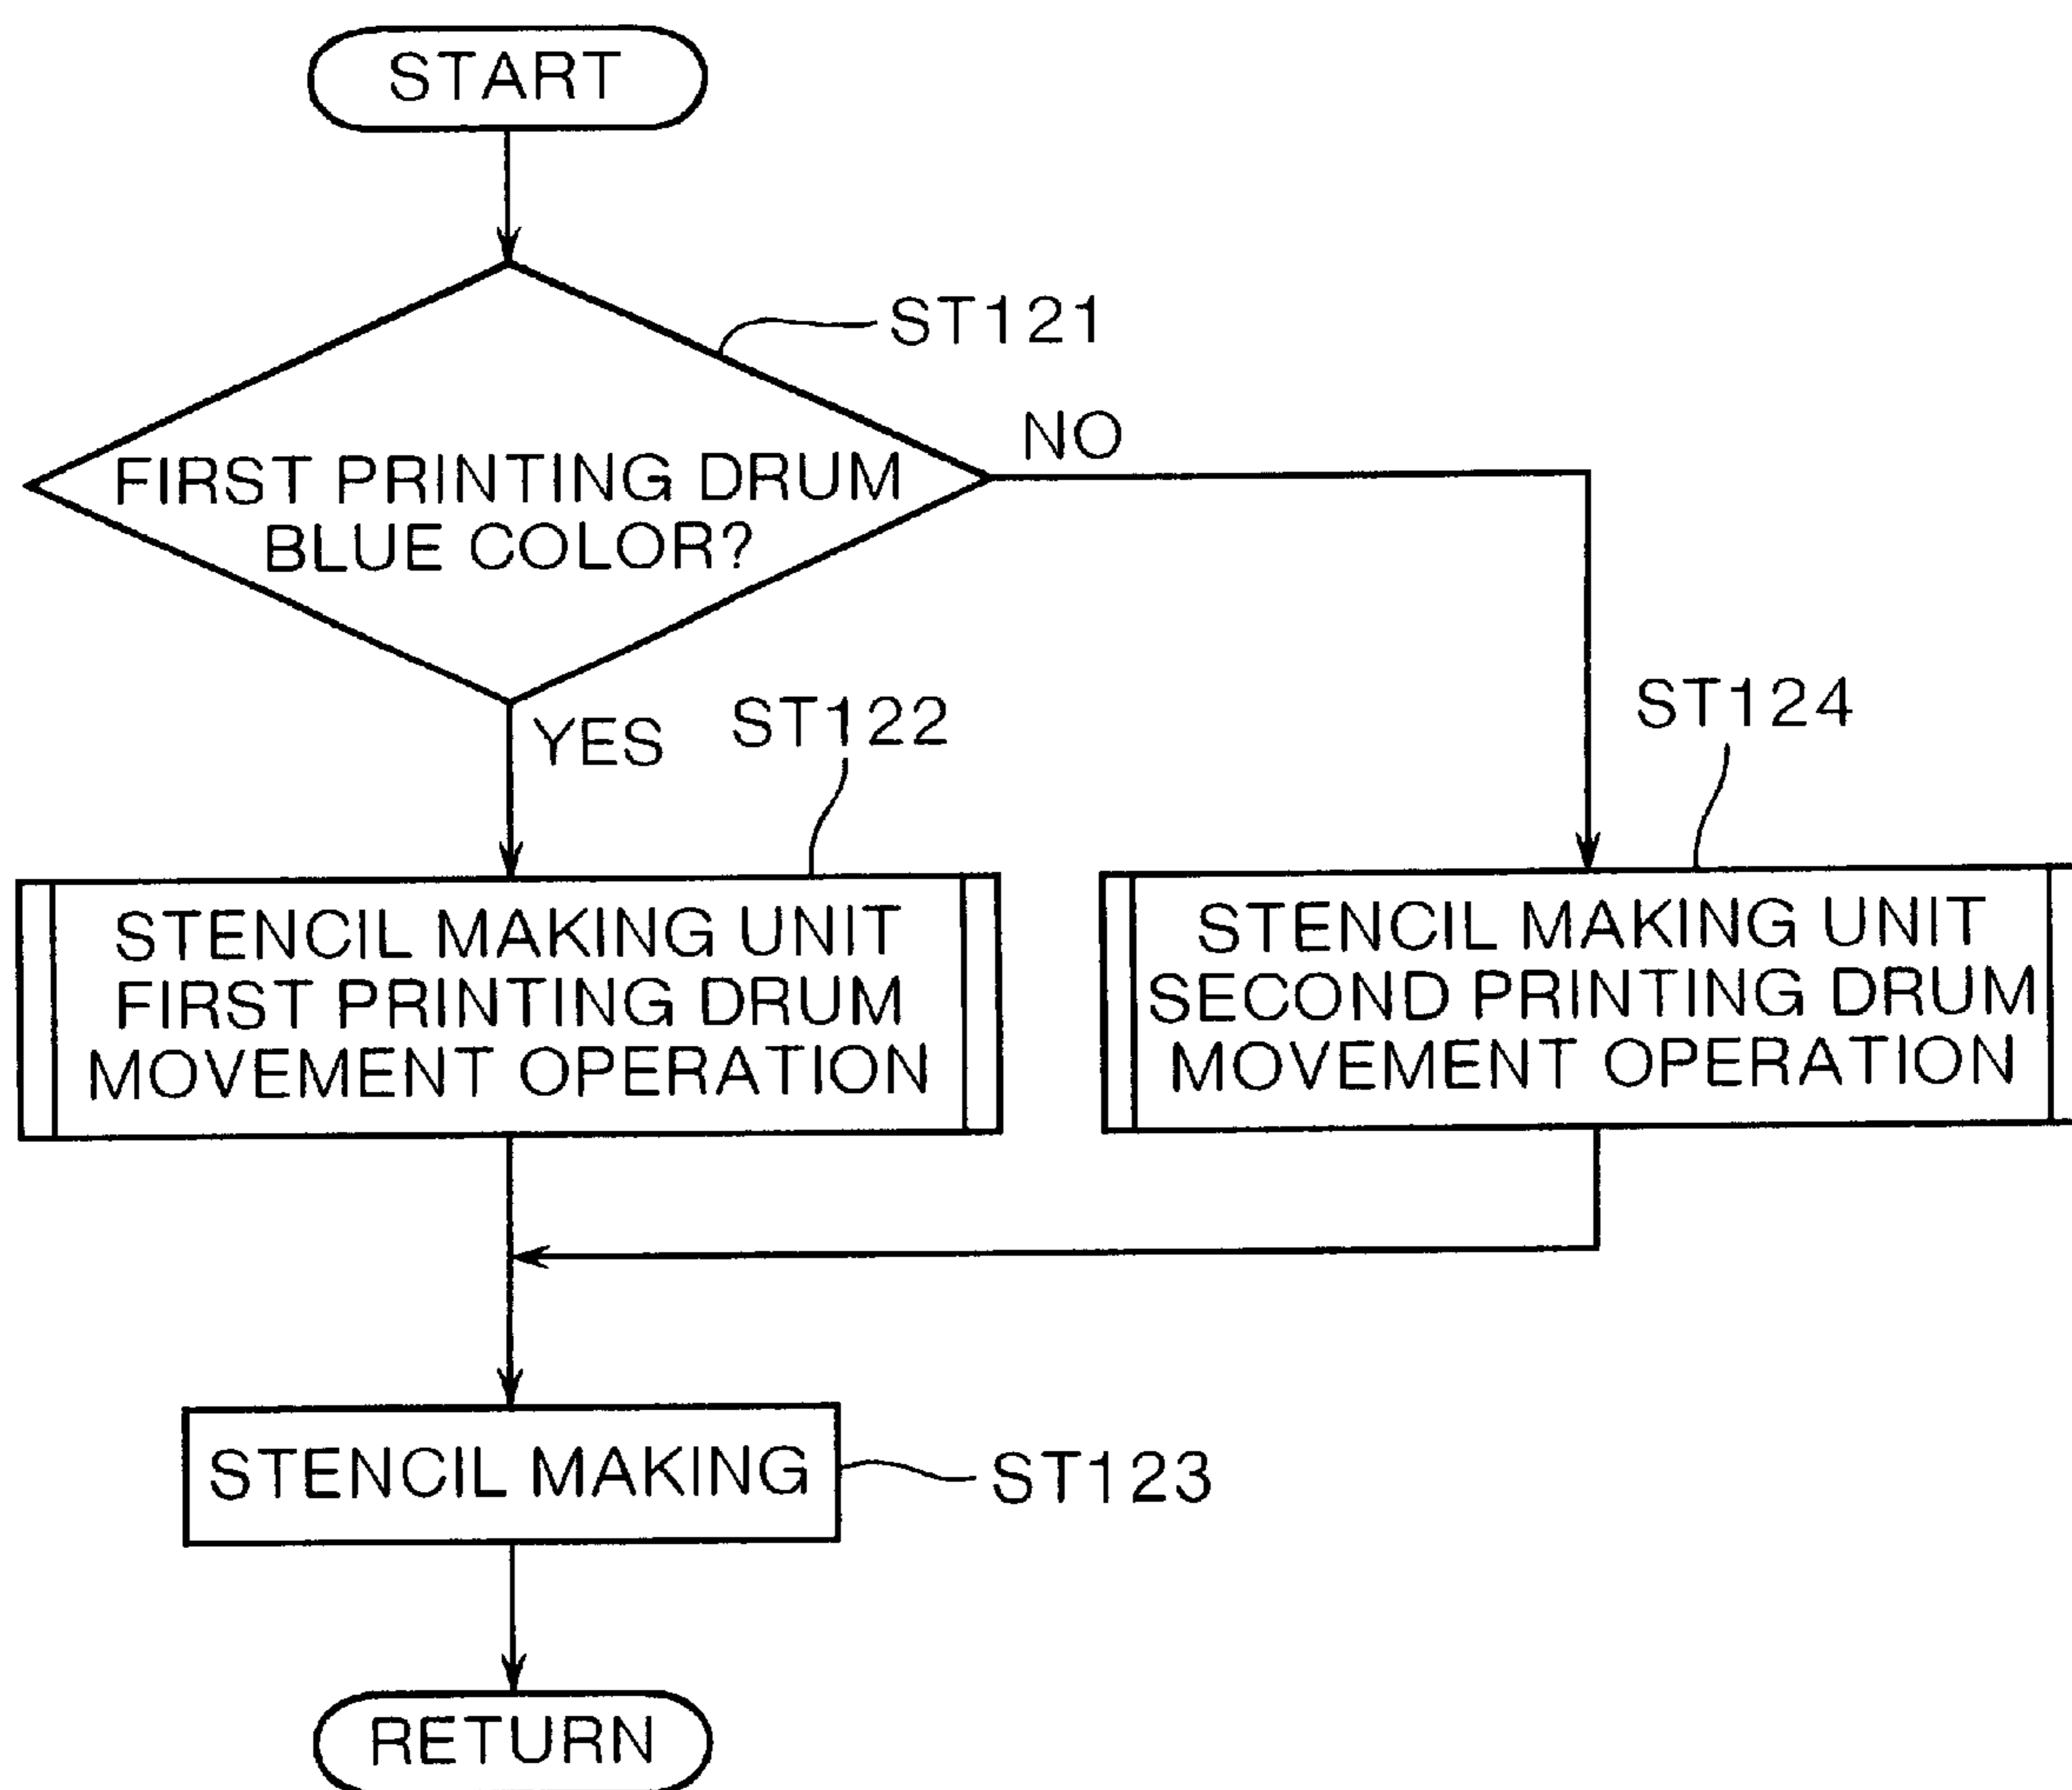 START
ST121
NO
FIRST PRINTING DRUM
BLUE COLOR?
YES
ST122
ST124
STENCIL MAKING UNIT
FIRST PRINTING DRUM
MOVEMENT OPERATION
STENCIL MAKING UNIT
SECOND PRINTING DRUM
MOVEMENT OPERATION
STENCIL MAKING
ST123
RETURN